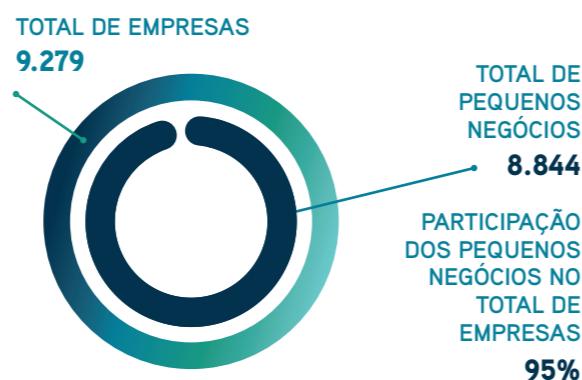 TOTAL DE EMPRESAS
9.279
TOTAL DE
PEQUENOS
NEGÓCIOS
8.844
PARTICIPAÇÃO
DOS PEQUENOS
NEGÓCIOS NO
TOTAL DE
EMPRESAS
95%